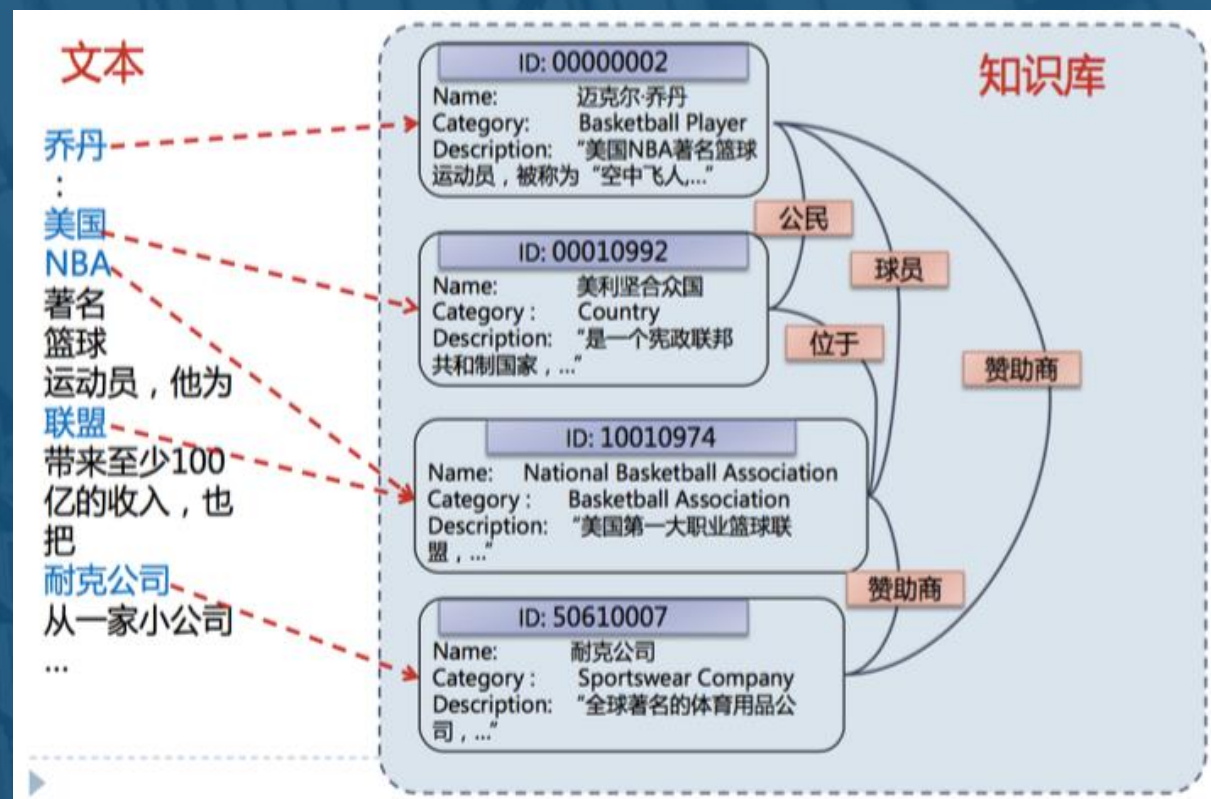 文本
乔丹
:
美国
NBA
著名
篮球
运动员，他为
联盟
带来至少100
亿的收入，也
把
耐克公司
从一家小公司
...
知识库
ID: 00000002
Name: 迈克尔·乔丹
Category: Basketball Player
Description: “美国NBA著名篮球
运动员，被称为“空中飞人,...”
公民
ID: 00010992
Name: 美利坚合众国
Category : Country
Description: “是一个宪政联邦
共和制国家，...”
球员
位于
赞助商
ID: 10010974
Name: National Basketball Association
Category : Basketball Association
Description: “美国第一大职业篮球联
盟，...”
赞助商
ID: 50610007
Name: 耐克公司
Category : Sportswear Company
Description: “全球著名的体育用品公
司，...”